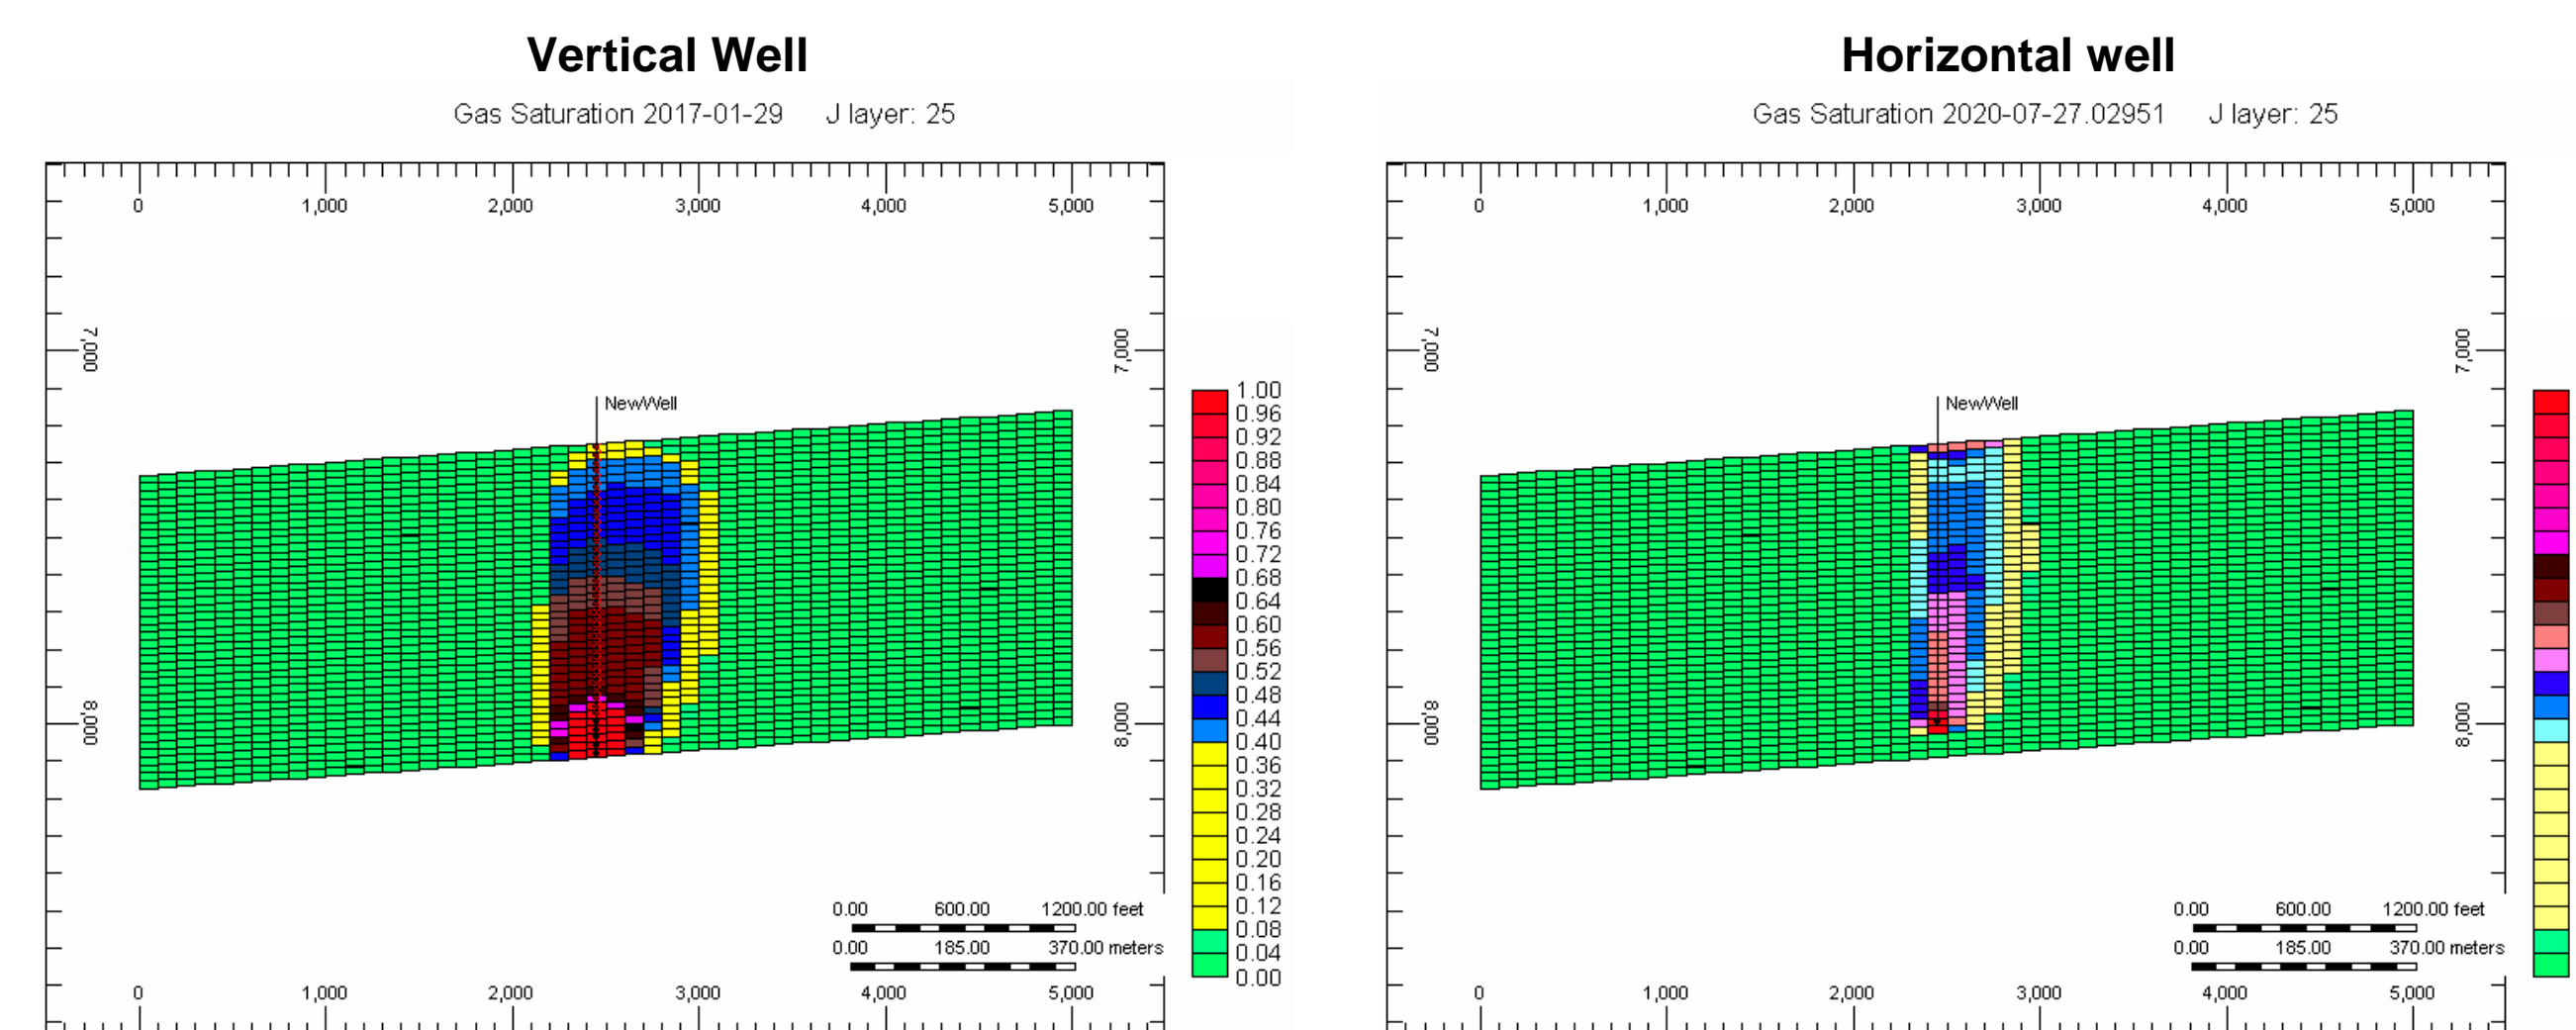 Vertical Well
Gas Saturation 2017-01-29 J layer: 25
0 1,000 2,000 3,000 4,000 5,000
7,000 7,000
NewWell
8,000 8,000
1.00
0.96
0.92
0.88
0.84
0.80
0.76
0.72
0.68
0.64
0.60
0.56
0.52
0.48
0.44
0.40
0.36
0.32
0.28
0.24
0.20
0.16
0.12
0.08
0.04
0.00
0.00 600.00 1200.00 feet
0.00 185.00 370.00 meters
0 1,000 2,000 3,000 4,000 5,000
Horizontal well
Gas Saturation 2020-07-27.02951 J layer: 25
0 1,000 2,000 3,000 4,000 5,000
7,000 7,000
NewWell
8,000 8,000
0.00 600.00 1200.00 feet
0.00 185.00 370.00 meters
0 1,000 2,000 3,000 4,000 5,000